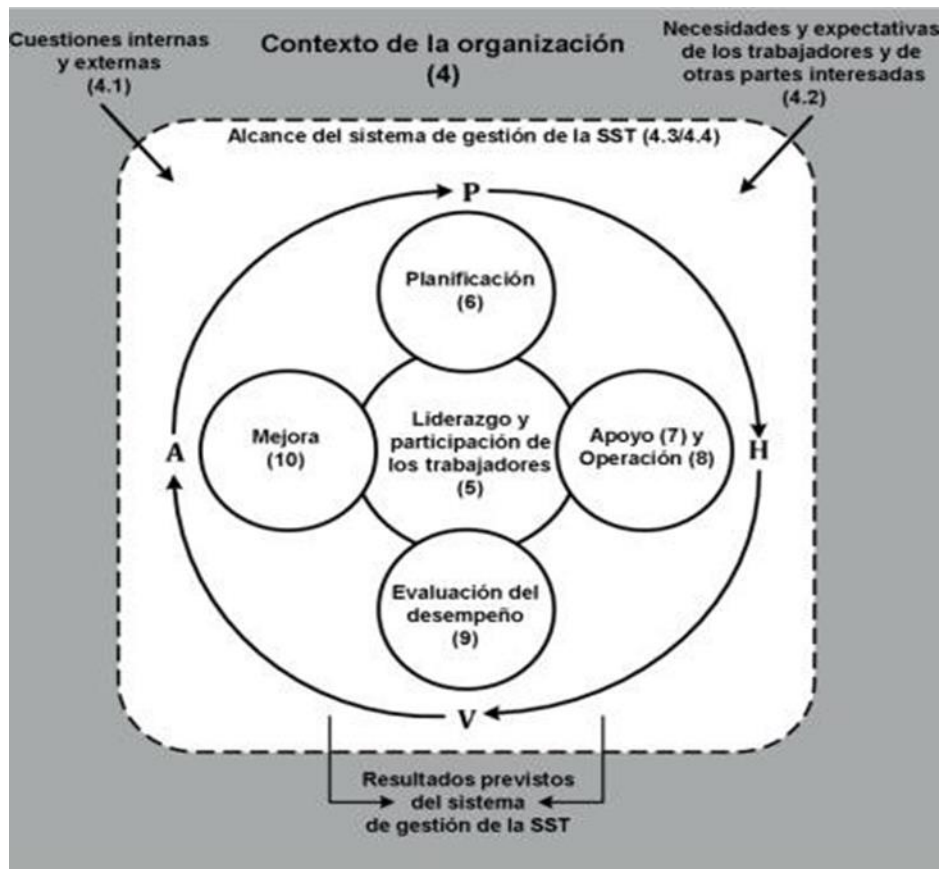 Cuestiones internas
y externas
(4.1)
Contexto de la organización
(4)
Necesidades y expectativas
de los trabajadores y de
otras partes interesadas
(4.2)
Alcance del sistema de gestión de la SST (4.3/4.4)
P
Planificación
(6)
A
Mejora
(10)
Liderazgo y
participación de
los trabajadores
(5)
Apoyo (7) y
Operación (8)
H
Evaluación del
desempeño
(9)
V
Resultados previstos
del sistema
de gestión de la SST